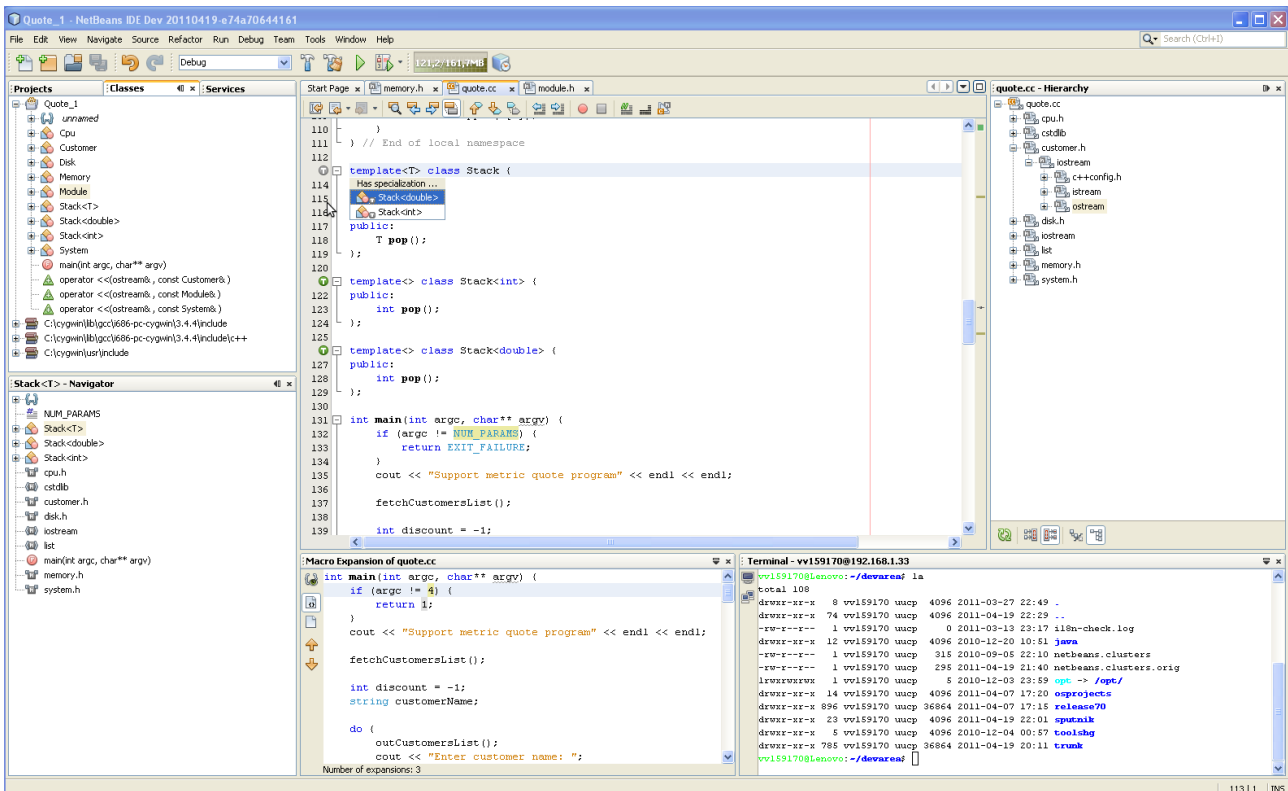 Quote_1 - NetBeans IDE Dev 20110419-e74a70644161
File Edit View Navigate Source Refactor Run Debug Team Tools Window Help
Search (Ctrl+I)
Debug
121,2/161,7MB
Projects Classes Services
Quote_1
unnamed
Cpu
Customer
Disk
Memory
Module
Stack<T>
Stack<double>
Stack<int>
System
main(int argc, char** argv)
operator <<(ostream& , const Customer& )
operator <<(ostream& , const Module& )
operator <<(ostream& , const System& )
C:\cygwin\lib\gcc\i686-pc-cygwin\3.4.4\include
C:\cygwin\lib\gcc\i686-pc-cygwin\3.4.4\include\c++
C:\cygwin\usr\include
Stack<T> - Navigator
NUM_PARAMS
Stack<T>
Stack<double>
Stack<int>
cpu.h
cstdlib
customer.h
disk.h
iostream
list
main(int argc, char** argv)
memory.h
system.h
Start Page memory.h quote.cc module.h
110 }
111 } // End of local namespace
112
template<T> class Stack {
114 Has specialization ...
115 Stack<double>
116 Stack<int>
117 public:
118 T pop();
119 };
120
template<> class Stack<int> {
122 public:
123 int pop();
124 };
125
template<> class Stack<double> {
127 public:
128 int pop();
129 };
130
131 int main(int argc, char** argv) {
132 if (argc != NUM_PARAMS) {
133 return EXIT_FAILURE;
134 }
135 cout << "Support metric quote program" << endl << endl;
136
137 fetchCustomersList();
138
139 int discount = -1;
quote.cc - Hierarchy
quote.cc
cpu.h
cstdlib
customer.h
iostream
c++config.h
istream
ostream
disk.h
iostream
list
memory.h
system.h
Macro Expansion of quote.cc
int main(int argc, char** argv) {
if (argc != 4) {
return 1;
}
cout << "Support metric quote program" << endl << endl;
fetchCustomersList();
int discount = -1;
string customerName;
do {
outCustomersList();
cout << "Enter customer name: ";
Number of expansions: 3
Terminal - vv159170@192.168.1.33
vv159170@Lenovo:~/devarea$ la
total 108
drwxr-xr-x 8 vv159170 uucp 4096 2011-03-27 22:49 .
drwxr-xr-x 74 vv159170 uucp 4096 2011-04-19 22:29 ..
-rw-r--r-- 1 vv159170 uucp 0 2011-03-13 23:17 i18n-check.log
drwxr-xr-x 12 vv159170 uucp 4096 2010-12-20 10:51 java
-rw-r--r-- 1 vv159170 uucp 315 2010-09-05 22:10 netbeans.clusters
-rw-r--r-- 1 vv159170 uucp 295 2011-04-19 21:40 netbeans.clusters.orig
lrwxrwxrwx 1 vv159170 uucp 5 2010-12-03 23:59 opt -> /opt/
drwxr-xr-x 14 vv159170 uucp 4096 2011-04-07 17:20 osprojects
drwxr-xr-x 896 vv159170 uucp 36864 2011-04-07 17:15 release70
drwxr-xr-x 23 vv159170 uucp 4096 2011-04-19 22:01 sputnik
drwxr-xr-x 5 vv159170 uucp 4096 2010-12-04 00:57 toolshg
drwxr-xr-x 785 vv159170 uucp 36864 2011-04-19 20:11 trunk
vv159170@Lenovo:~/devarea$
113 | 1 INS